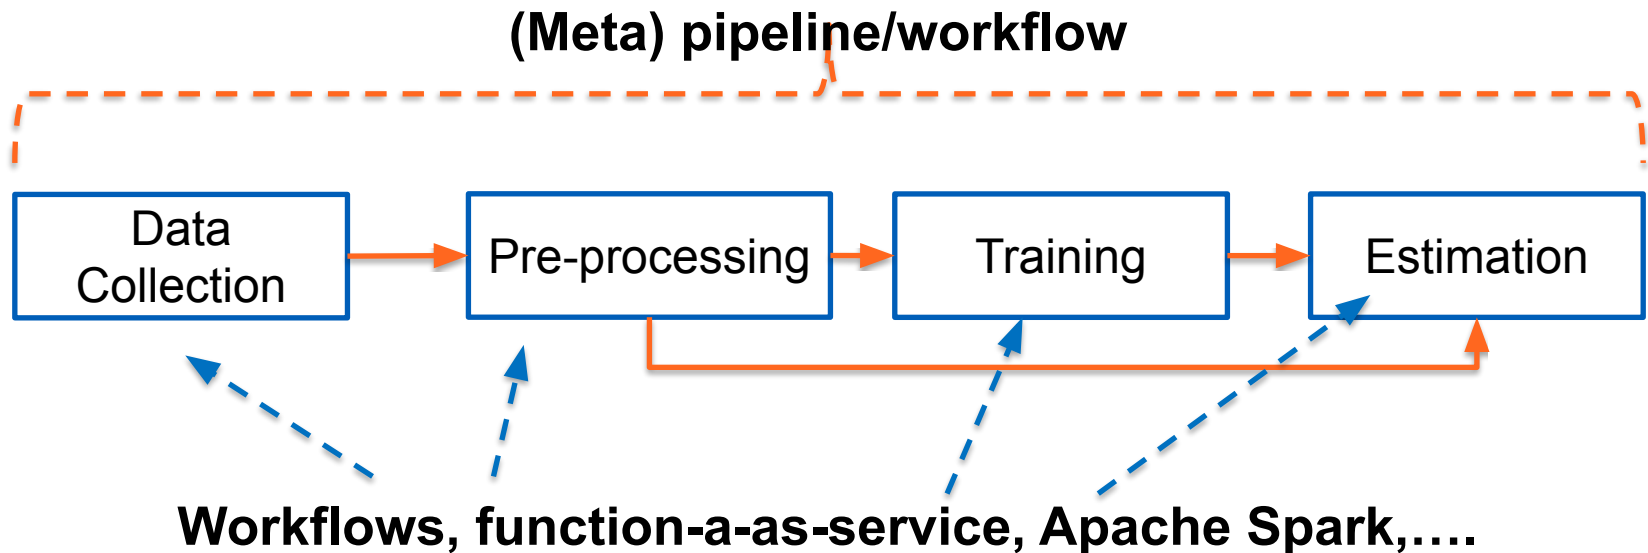 (Meta) pipeline/workflow
Data
Collection
Pre-processing
Training
Estimation
Workflows, function-a-as-service, Apache Spark,....